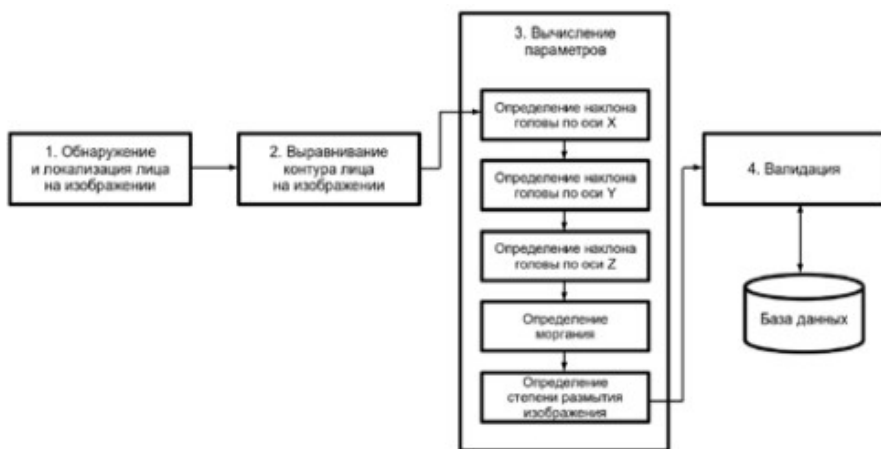 1. Обнаружение
и локализация лица
на изображении
2. Выравнивание
контура лица
на изображении
3. Вычисление
параметров
Определение наклона
головы по оси X
Определение наклона
головы по оси Y
Определение наклона
головы по оси Z
Определение
моргания
Определение
степени размытия
изображения
4. Валидация
База данных